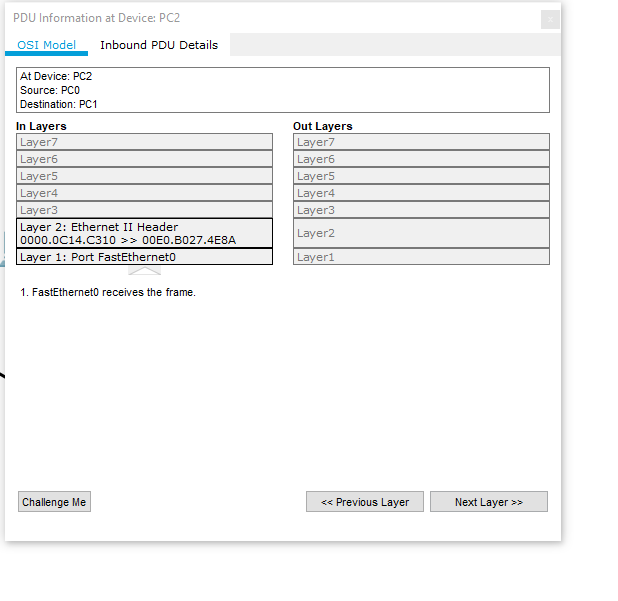 PDU Information at Device: PC2
x
OSI Model Inbound PDU Details
At Device: PC2
Source: PC0
Destination: PC1
In Layers Out Layers
Layer7 Layer7
Layer6 Layer6
Layer5 Layer5
Layer4 Layer4
Layer3 Layer3
Layer 2: Ethernet II Header
0000.0C14.C310 >> 00E0.B027.4E8A Layer2
Layer 1: Port FastEthernet0 Layer1
1. FastEthernet0 receives the frame.
Challenge Me << Previous Layer Next Layer >>